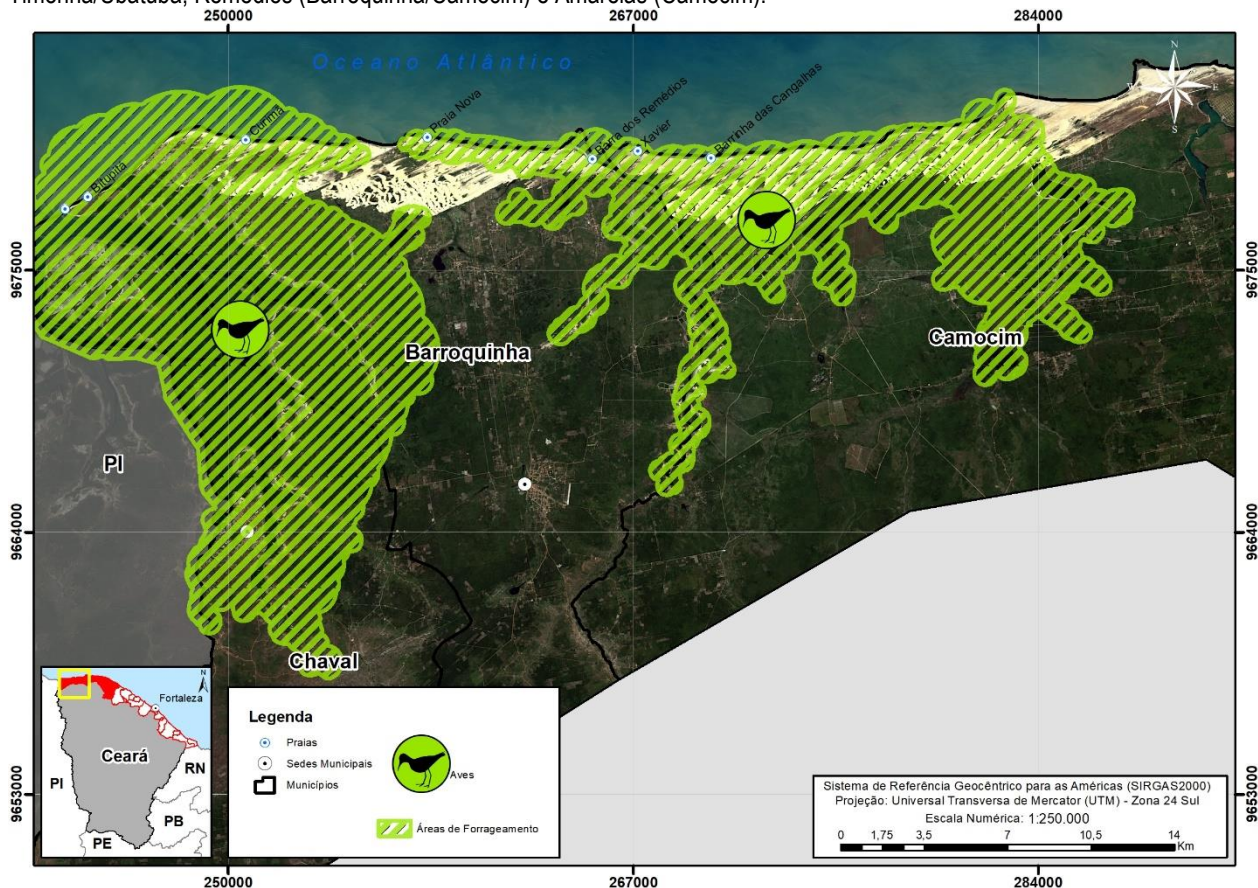 Timonha/Ubatuba, Remédios (Barroquinha/Camocim) e Amarelas (Camocim).
250000
267000
284000
Oceano Atlântico
N
W
E
S
Bitupitá
Curimã
Praia Nova
Barra dos Remédios
Xavier
Barrinha das Cangalhas
9675000
9675000
Barroquinha
Camocim
PI
9664000
9664000
Chaval
N
Fortaleza
Ceará
PI
RN
PB
PE
Legenda
Praias
Sedes Municipais
Municípios
Aves
Áreas de Forrageamento
9653000
9653000
Sistema de Referência Geocêntrico para as Américas (SIRGAS2000)
Projeção: Universal Transversa de Mercator (UTM) - Zona 24 Sul
Escala Numérica: 1:250.000
0 1,75 3,5 7 10,5 14
Km
250000
267000
284000